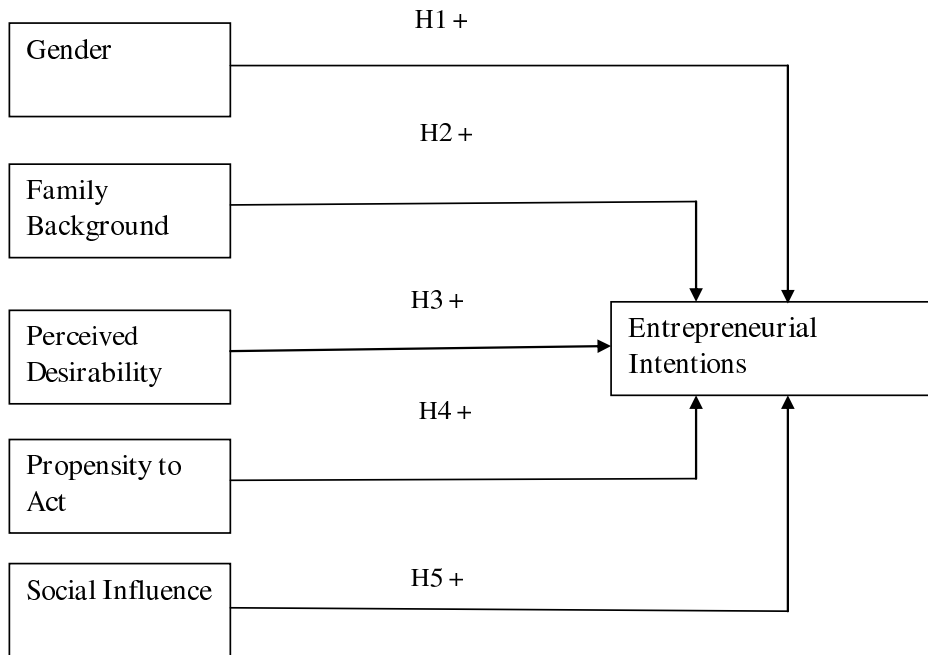 H1 +
Gender
H2 +
Family
Background
H3 +
Perceived
Desirability
Entrepreneurial
Intentions
H4 +
Propensity to
Act
H5 +
Social Influence